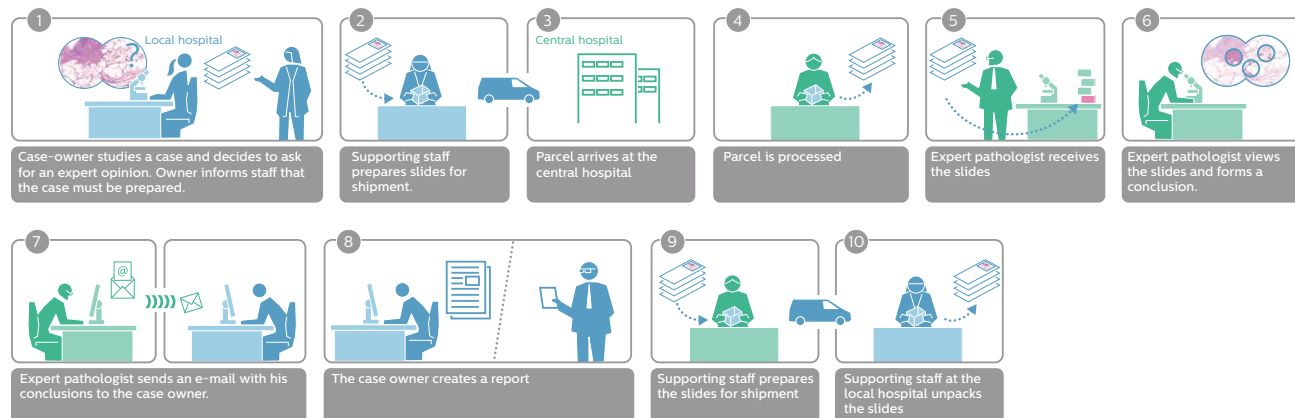 1
Local hospital
?
Case-owner studies a case and decides to ask
for an expert opinion. Owner informs staff that
the case must be prepared.
2
Supporting staff
prepares slides for
shipment.
3
Central hospital
Parcel arrives at the
central hospital
4
Parcel is processed
5
Expert pathologist receives
the slides
6
Expert pathologist views
the slides and forms a
conclusion.
7
@
Expert pathologist sends an e-mail with his
conclusions to the case owner.
8
The case owner creates a report
9
Supporting staff prepares
the slides for shipment
10
Supporting staff at the
local hospital unpacks
the slides